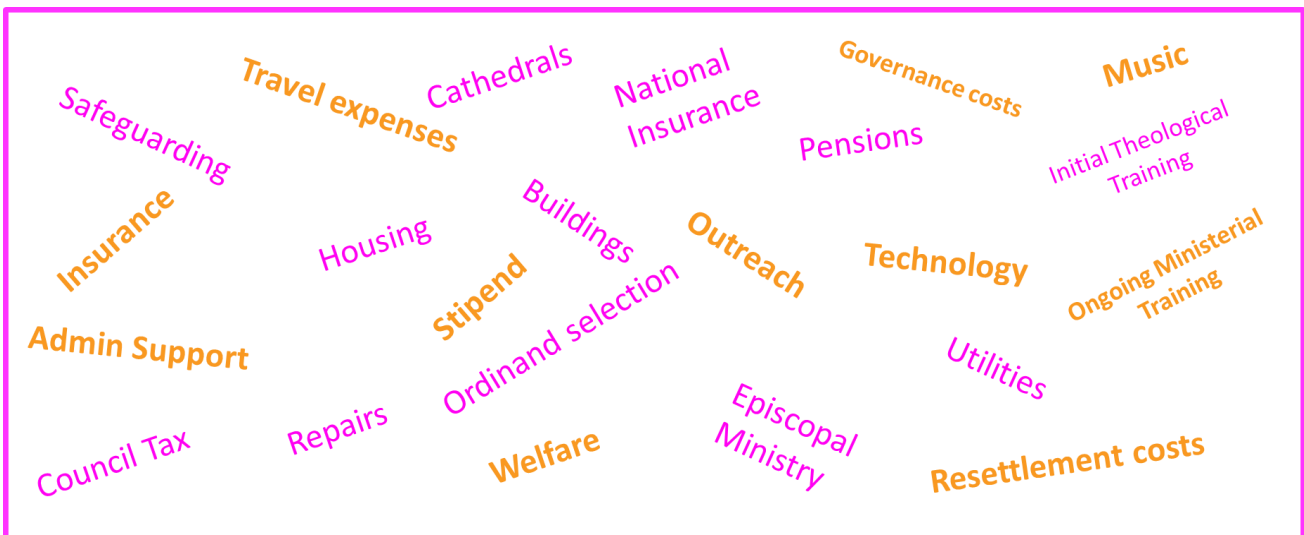 Travel expenses
Cathedrals
National
Insurance
Governance costs
Music
Safeguarding
Pensions
Initial Theological
Training
Insurance
Housing
Buildings
Outreach
Technology
Ongoing Ministerial
Training
Stipend
Ordinand selection
Admin Support
Utilities
Council Tax
Repairs
Welfare
Episcopal
Ministry
Resettlement costs